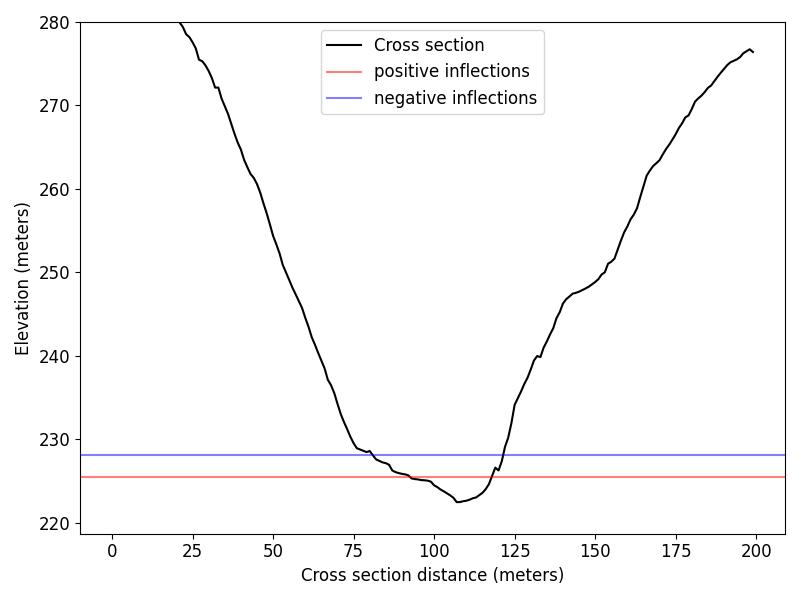 Cross section
positive inflections
negative inflections
280
270
260
250
240
230
220
Elevation (meters)
0 25 50 75 100 125 150 175 200
Cross section distance (meters)